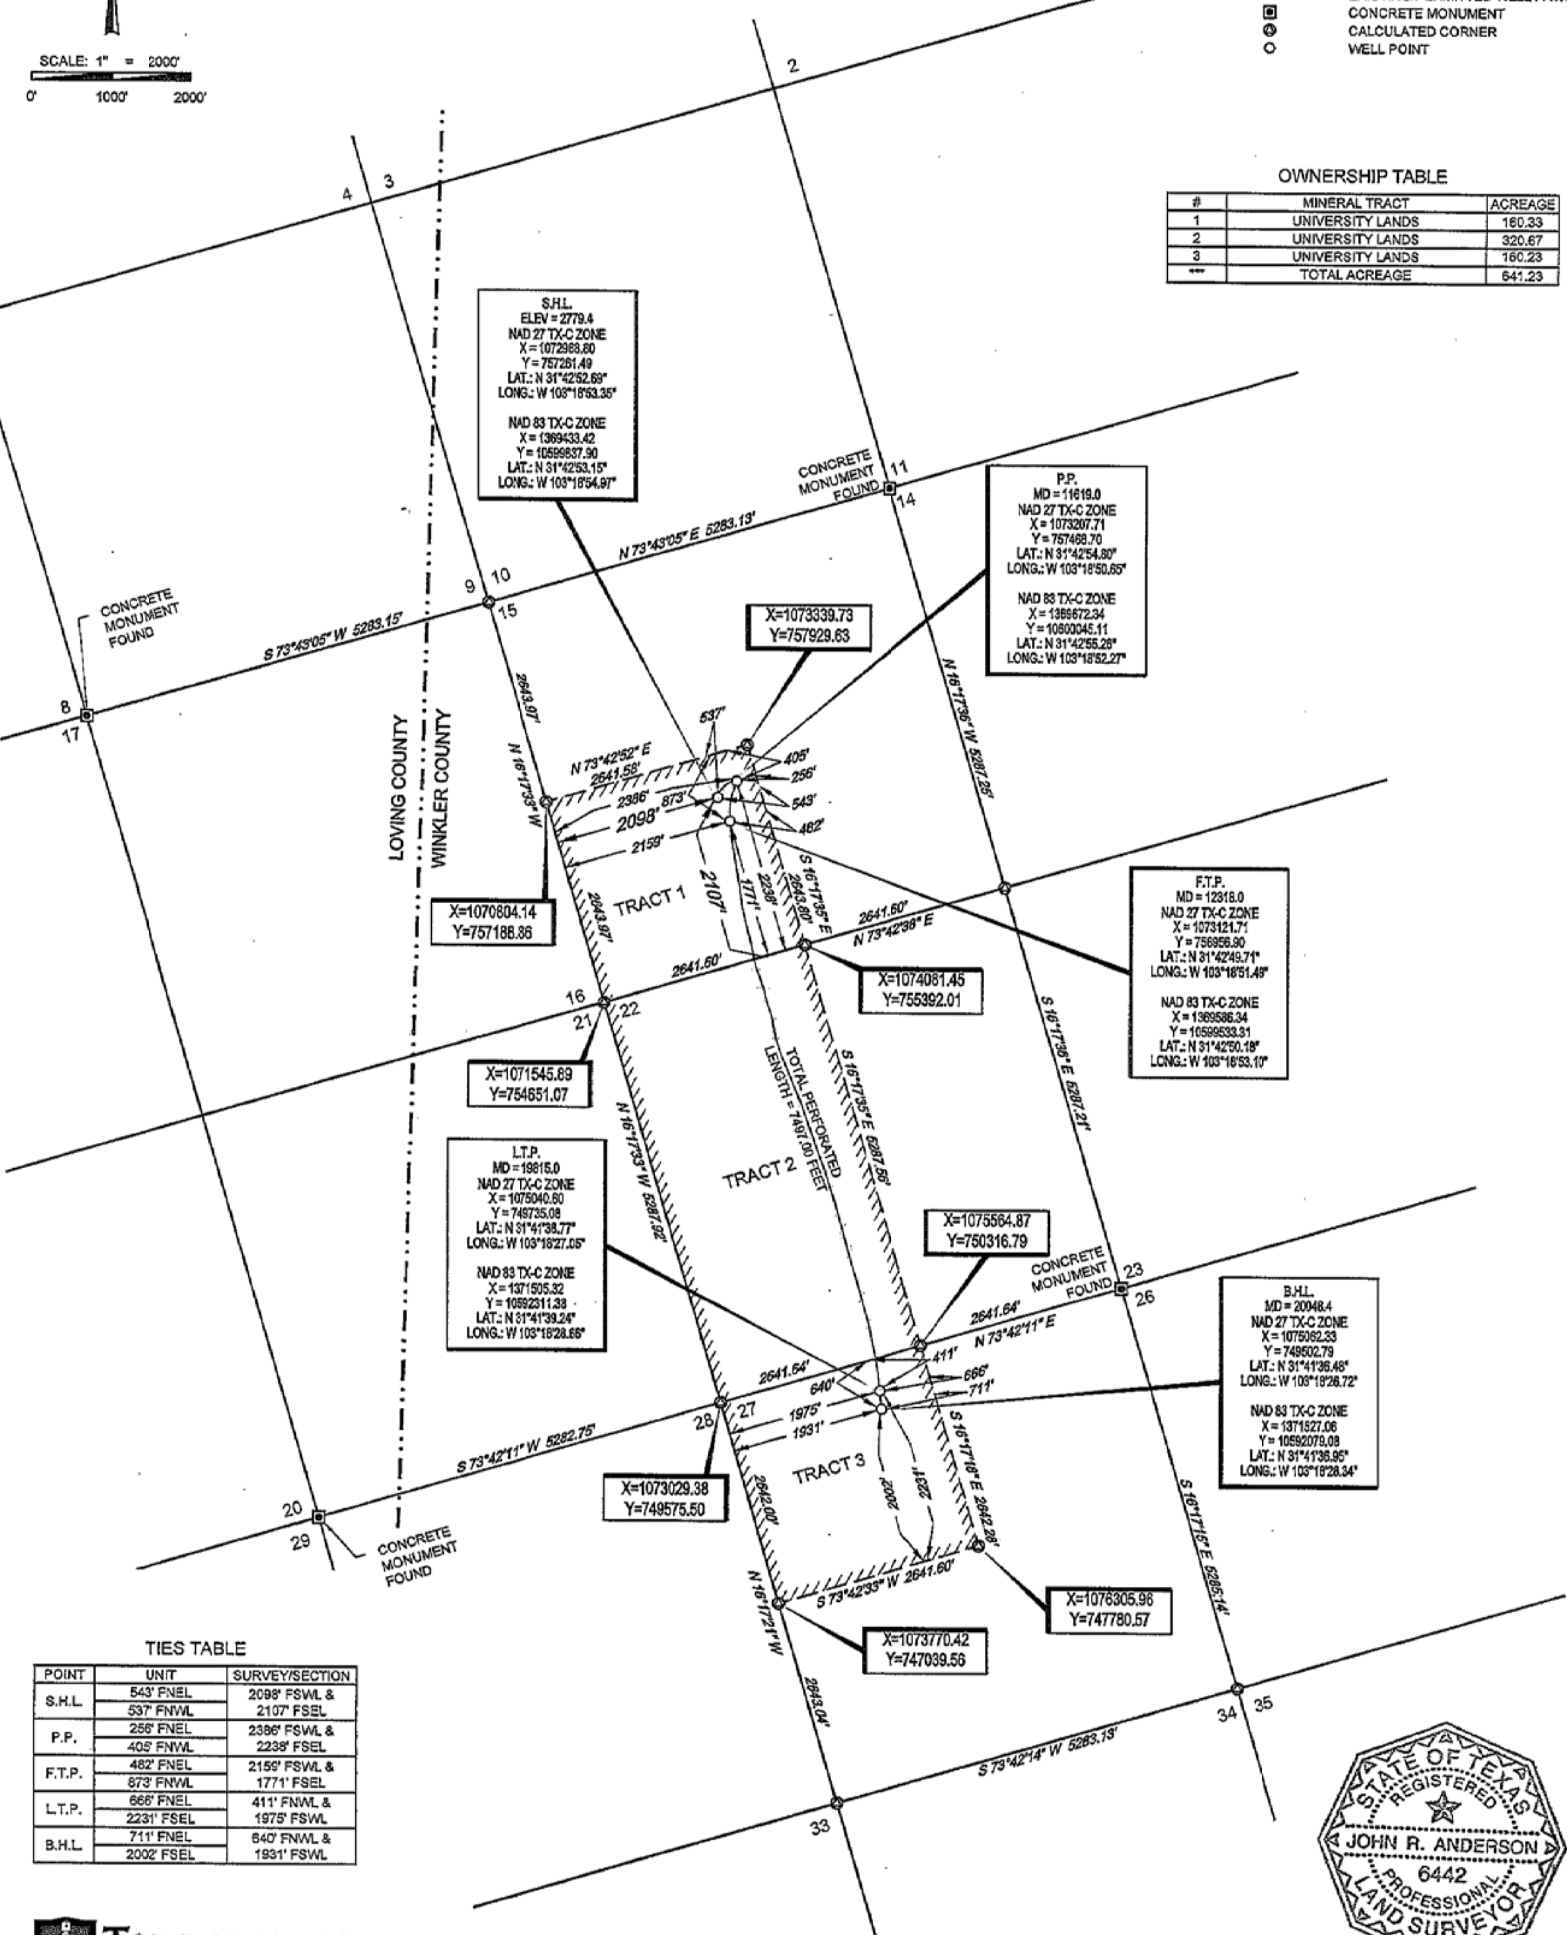 SCALE: 1" = 2000'
0' 1000' 2000'
CONCRETE MONUMENT
CALCULATED CORNER
WELL POINT
2
4 3
OWNERSHIP TABLE
# MINERAL TRACT ACREAGE
1 UNIVERSITY LANDS 160.33
2 UNIVERSITY LANDS 320.67
3 UNIVERSITY LANDS 160.23
*** TOTAL ACREAGE 641.23
S.H.L.
ELEV = 2779.4
NAD 27 TX-C ZONE
X = 1072968.80
Y = 757261.49
LAT.: N 31°42'52.69"
LONG.: W 103°18'53.35"
NAD 83 TX-C ZONE
X = 1369433.42
Y = 10599837.90
LAT.: N 31°42'53.15"
LONG.: W 103°18'54.97"
CONCRETE
MONUMENT
FOUND
11
14
P.P.
MD = 11619.0
NAD 27 TX-C ZONE
X = 1073207.71
Y = 757468.70
LAT.: N 31°42'54.80"
LONG.: W 103°18'50.65"
NAD 83 TX-C ZONE
X = 1369672.34
Y = 10600045.11
LAT.: N 31°42'55.26"
LONG.: W 103°18'52.27"
N 73°43'05" E 5283.13'
9 10
15
CONCRETE
MONUMENT
FOUND
S 73°43'05" W 5283.15'
8
17
X=1073339.73
Y=757929.63
2643.97'
N 16°17'33" W
N 16°17'36" W 5287.25'
LOVING COUNTY
WINKLER COUNTY
N 73°42'52" E
2641.58'
537'
405'
256'
543'
482'
2386' 873'
2098'
2159'
2107'
1771'
2238'
S 16°17'35" E
2643.80'
TRACT 1
2643.97'
X=1070804.14
Y=757188.36
2641.60'
N 73°42'38" E
2641.60'
F.T.P.
MD = 12318.0
NAD 27 TX-C ZONE
X = 1073121.71
Y = 756956.90
LAT.: N 31°42'49.71"
LONG.: W 103°18'51.49"
NAD 83 TX-C ZONE
X = 1369586.34
Y = 10599533.31
LAT.: N 31°42'50.18"
LONG.: W 103°18'53.10"
X=1074081.45
Y=755392.01
16
21 22
X=1071545.89
Y=754651.07
S 16°17'36" E 5287.21'
TOTAL PERFORATED
LENGTH = 7497.00 FEET
S 16°17'35" E 5287.56'
N 16°17'33" W 5287.92'
TRACT 2
L.T.P.
MD = 19815.0
NAD 27 TX-C ZONE
X = 1075040.60
Y = 749735.08
LAT.: N 31°41'38.77"
LONG.: W 103°18'27.05"
NAD 83 TX-C ZONE
X = 1371505.32
Y = 10592311.38
LAT.: N 31°41'39.24"
LONG.: W 103°18'28.66"
X=1075564.87
Y=750316.79
CONCRETE
MONUMENT
FOUND
23
26
2641.64'
N 73°42'11" E
2641.64'
B.H.L.
MD = 20048.4
NAD 27 TX-C ZONE
X = 1075062.33
Y = 749502.79
LAT.: N 31°41'36.48"
LONG.: W 103°18'26.72"
NAD 83 TX-C ZONE
X = 1371527.06
Y = 10592079.08
LAT.: N 31°41'36.95"
LONG.: W 103°18'28.34"
411'
640'
666'
711'
1975'
1931'
28 27
S 73°42'11" W 5282.75'
TRACT 3
2002'
2231'
S 16°17'18" E 2642.28'
X=1073029.38
Y=749575.50
2642.00'
20
29
CONCRETE
MONUMENT
FOUND
S 73°42'33" W 2641.60'
S 16°17'15" E 5285.14'
N 16°17'21" W
X=1076305.96
Y=747780.57
X=1073770.42
Y=747039.56
2643.04'
34 35
S 73°42'14" W 5283.13'
33
TIES TABLE
POINT UNIT SURVEY/SECTION
S.H.L. 543' FNEL 2098' FSWL &
537' FNWL 2107' FSEL
P.P. 256' FNEL 2386' FSWL &
405' FNWL 2238' FSEL
F.T.P. 482' FNEL 2159' FSWL &
873' FNWL 1771' FSEL
L.T.P. 666' FNEL 411' FNWL &
2231' FSEL 1975' FSWL
B.H.L. 711' FNEL 640' FNWL &
2002' FSEL 1931' FSWL
STATE OF TEXAS
REGISTERED
JOHN R. ANDERSON
6442
PROFESSIONAL
LAND SURVEYOR